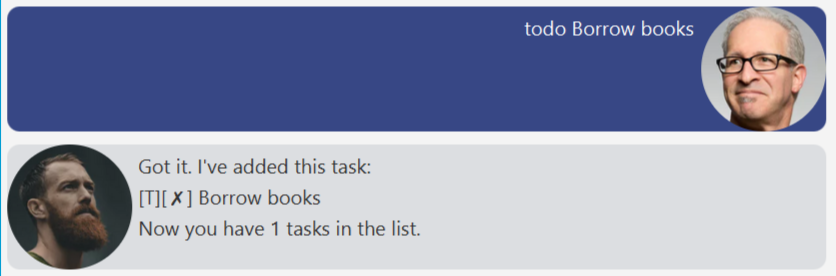 todo Borrow books
Got it. I've added this task:
[T][✗] Borrow books
Now you have 1 tasks in the list.